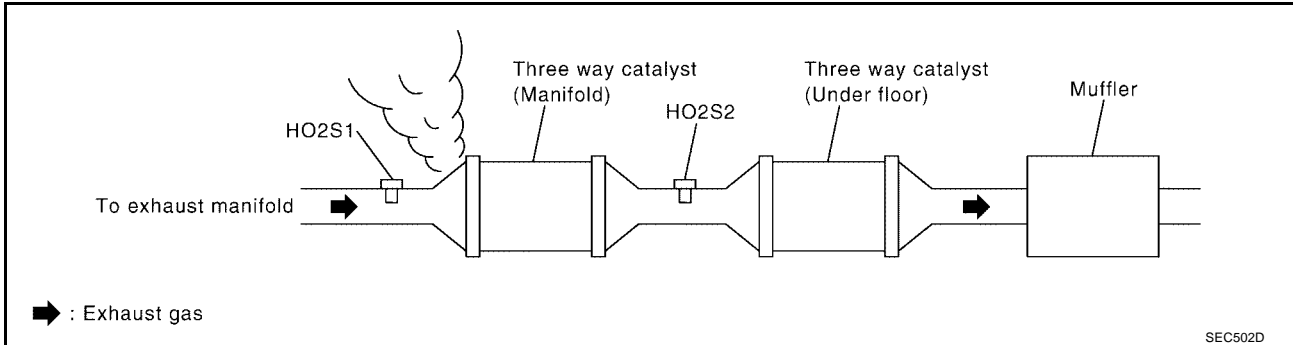 Three way catalyst
(Manifold)
Three way catalyst
(Under floor)
Muffler
HO2S1
HO2S2
To exhaust manifold
: Exhaust gas
SEC502D